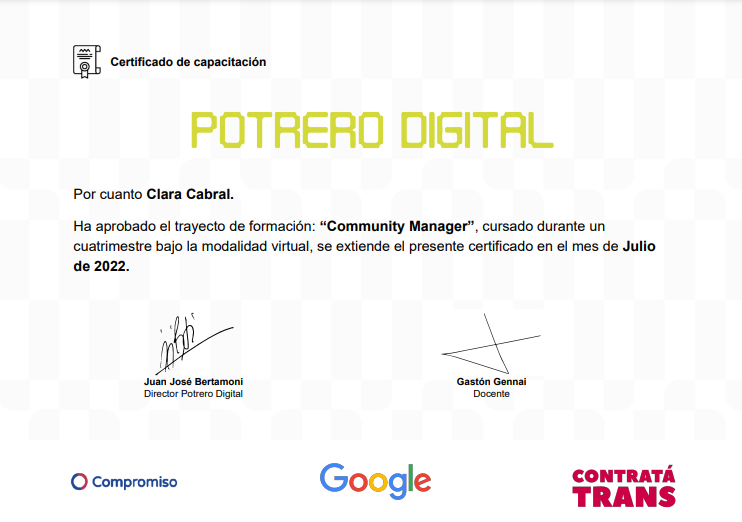 Certificado de capacitación
POTRERO DIGITAL
Por cuanto Clara Cabral.
Ha aprobado el trayecto de formación: “Community Manager”, cursado durante un
cuatrimestre bajo la modalidad virtual, se extiende el presente certificado en el mes de Julio
de 2022.
Juan José Bertamoni
Director Potrero Digital
Gastón Gennai
Docente
Compromiso
Google
CONTRATÁ
TRANS